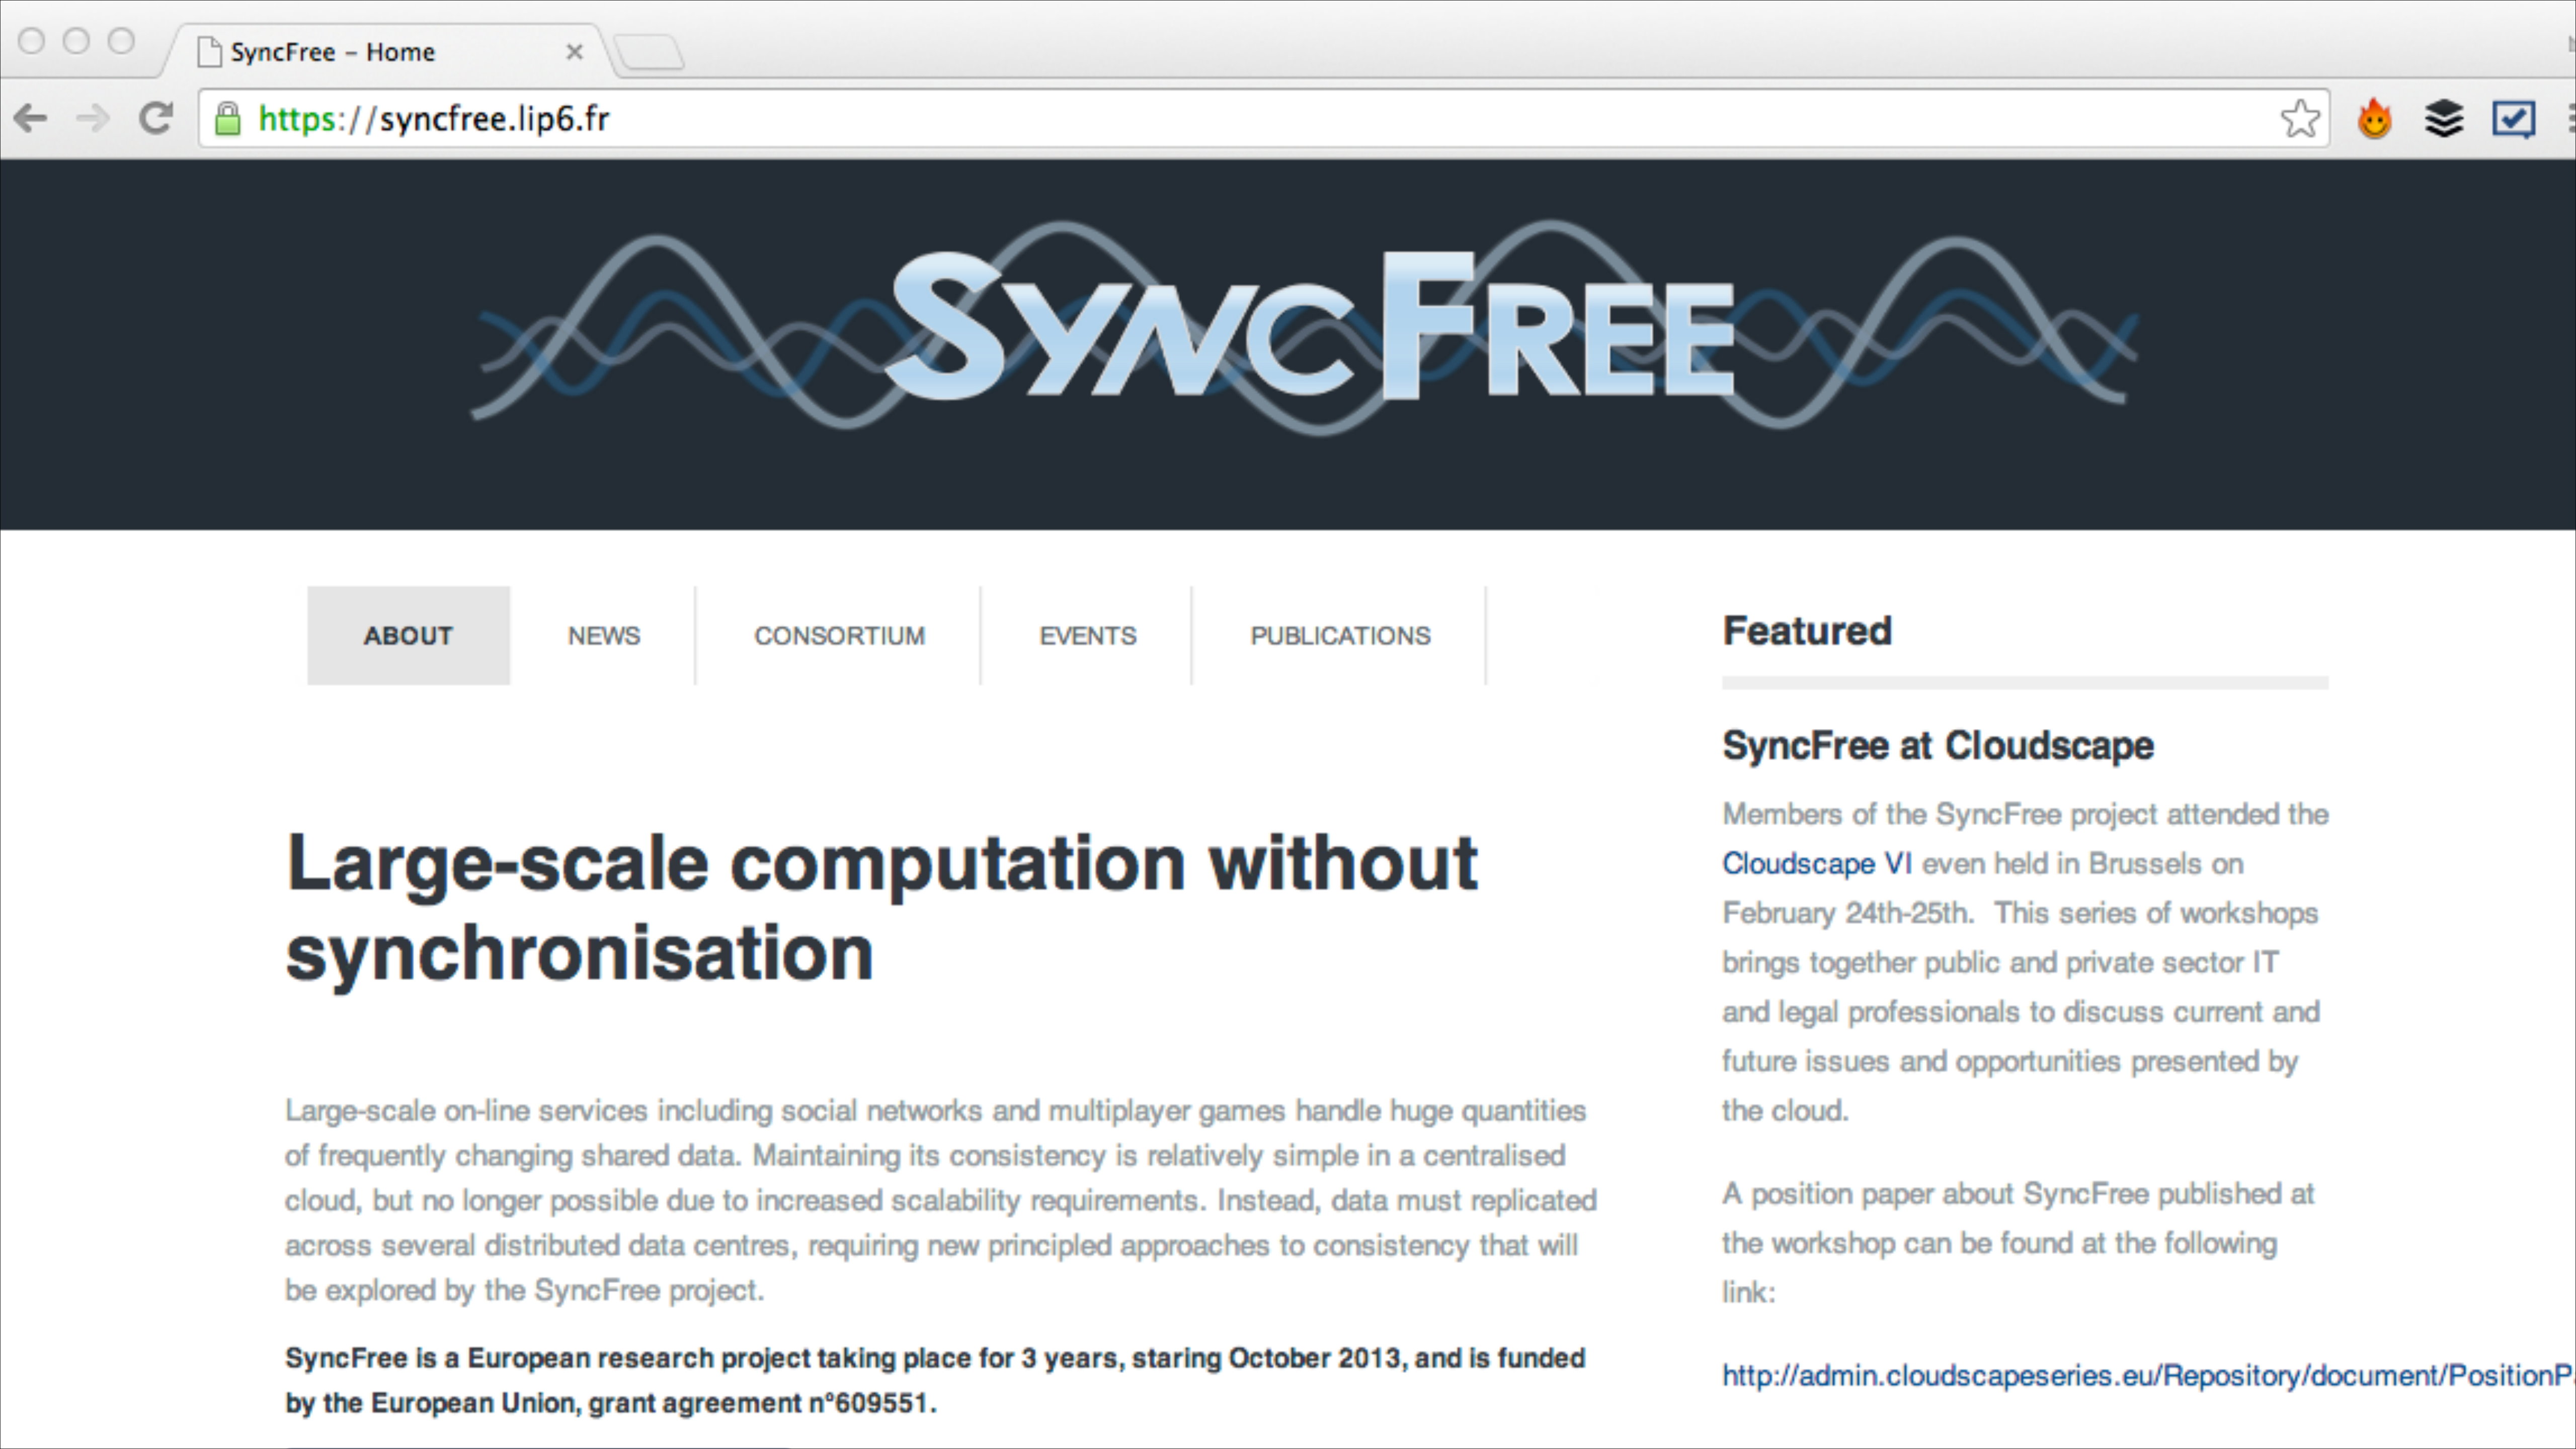 SyncFree – Home
https://syncfree.lip6.fr
SYNCFREE
ABOUT
NEWS
CONSORTIUM
EVENTS
PUBLICATIONS
Large-scale computation without
synchronisation
Large-scale on-line services including social networks and multiplayer games handle huge quantities
of frequently changing shared data. Maintaining its consistency is relatively simple in a centralised
cloud, but no longer possible due to increased scalability requirements. Instead, data must replicated
across several distributed data centres, requiring new principled approaches to consistency that will
be explored by the SyncFree project.
SyncFree is a European research project taking place for 3 years, staring October 2013, and is funded
by the European Union, grant agreement n°609551.
Featured
SyncFree at Cloudscape
Members of the SyncFree project attended the
Cloudscape VI even held in Brussels on
February 24th-25th.  This series of workshops
brings together public and private sector IT
and legal professionals to discuss current and
future issues and opportunities presented by
the cloud.
A position paper about SyncFree published at
the workshop can be found at the following
link:
http://admin.cloudscapeseries.eu/Repository/document/PositionP